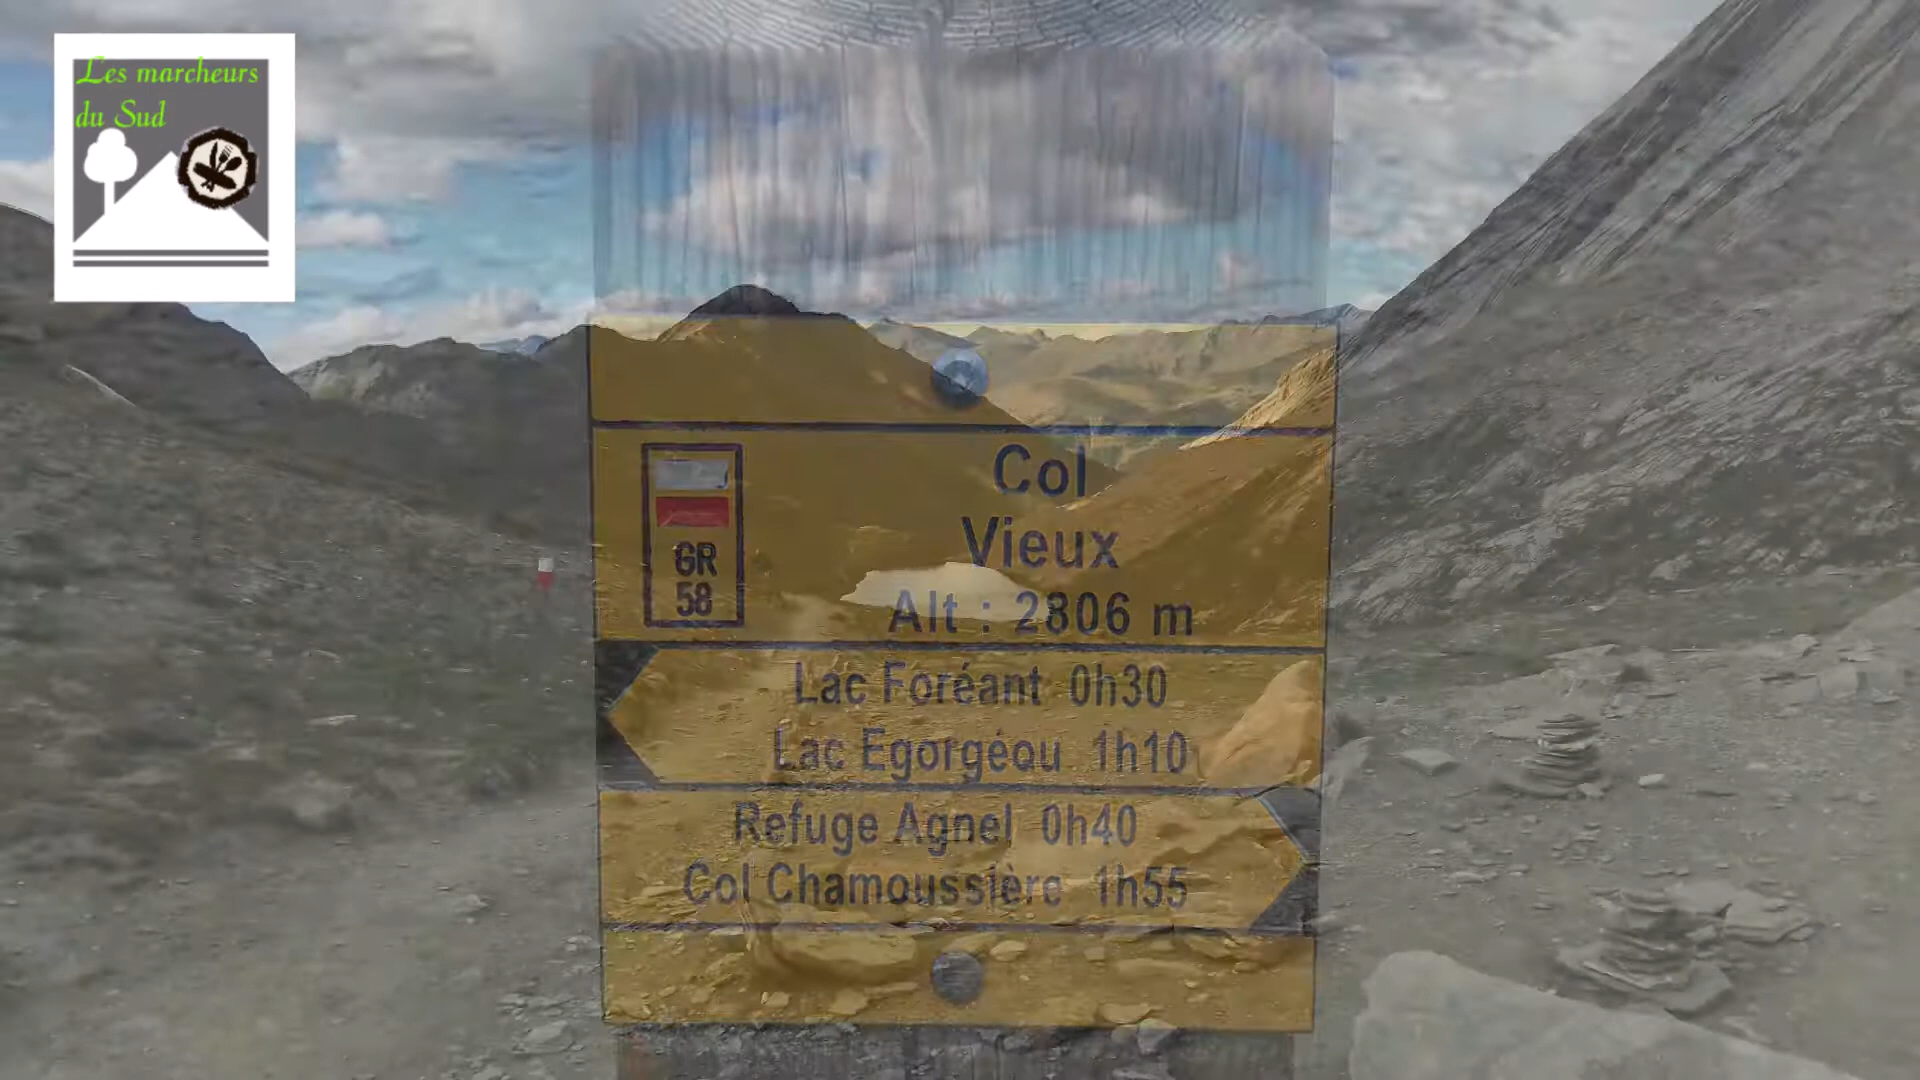 Les marcheurs
du Sud
Col
Vieux
Alt : 2806 m
GR
58
Lac Foréant 0h30
Lac Egorgéou 1h10
Refuge Agnel 0h40
Col Chamoussière 1h55